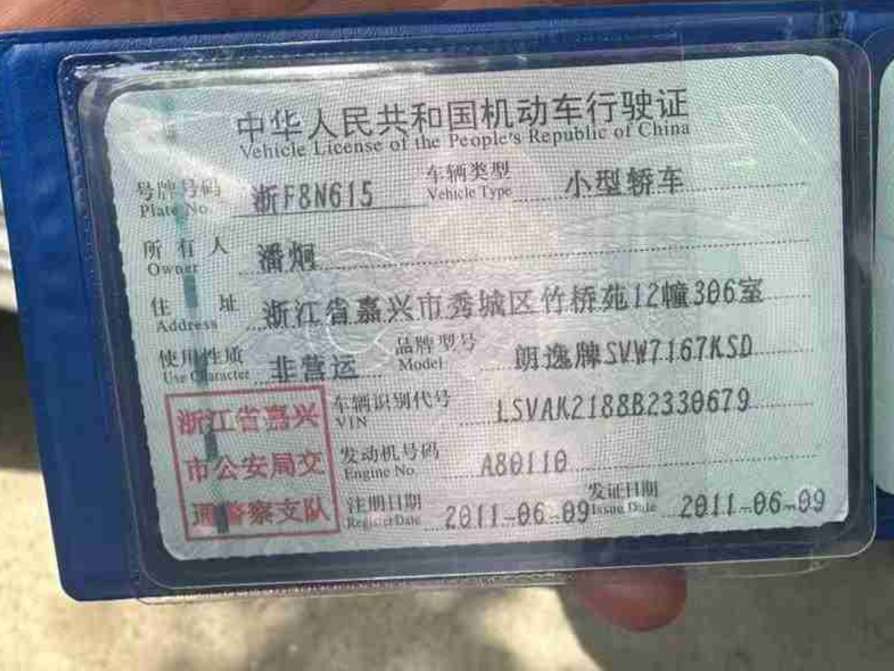 中华人民共和国机动车行驶证
Vehicle License of the People's Republic of China
号牌号码 浙F8N615 车辆类型 小型轿车
Plate No. Vehicle Type
所有人 潘炯
Owner
住址 浙江省嘉兴市秀城区竹桥苑12幢306室
Address
使用性质 非营运 品牌型号 朗逸牌SVW7167KSD
Use Character Model
车辆识别代号 LSVAK2188B2330679
VIN
发动机号码 A80110
Engine No.
注册日期 2011-06-09 发证日期 2011-06-09
Register Date Issue Date
浙江省嘉兴
市公安局交
通警察支队